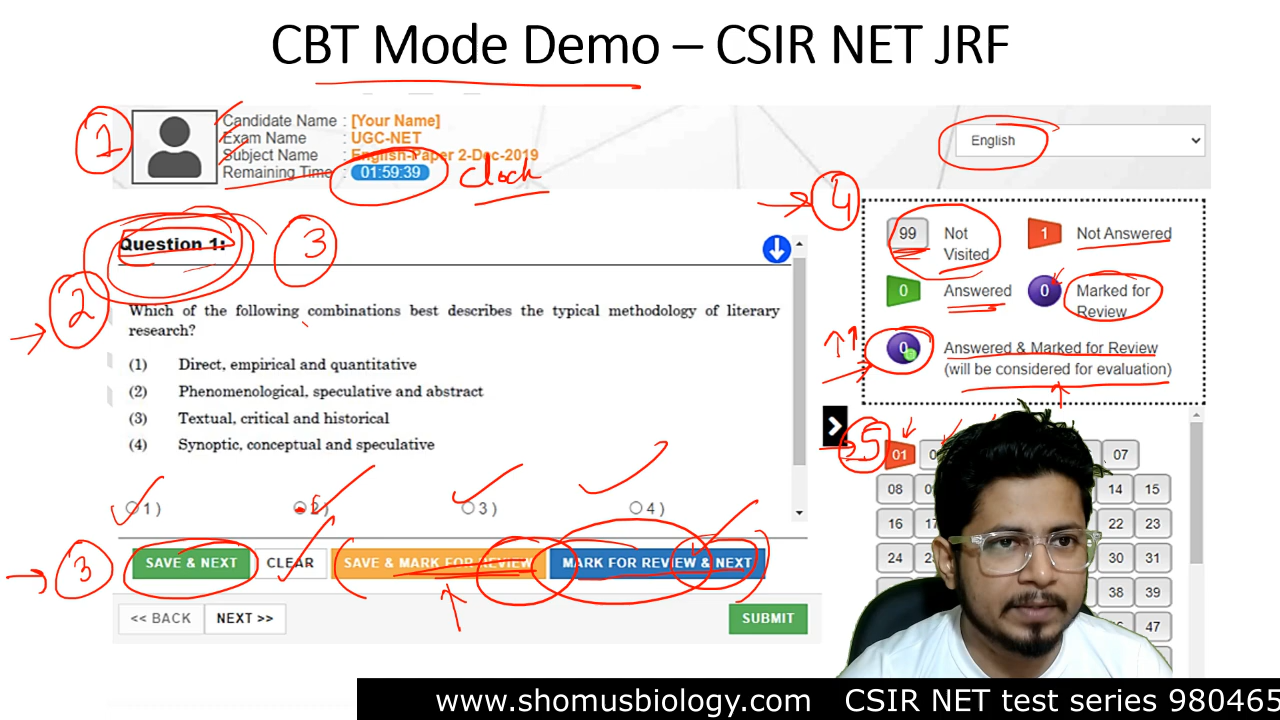 CBT Mode Demo – CSIR NET JRF
1
Candidate Name : [Your Name]
Exam Name : UGC-NET
Subject Name : English-Paper 2-Dec-2019
Remaining Time : 01:59:39
Clock
English
4
99 Not Visited
1 Not Answered
0 Answered
0 Marked for Review
0 Answered & Marked for Review
(will be considered for evaluation)
Question 1:
3
2
Which of the following combinations best describes the typical methodology of literary
research?
(1) Direct, empirical and quantitative
(2) Phenomenological, speculative and abstract
(3) Textual, critical and historical
(4) Synoptic, conceptual and speculative
1 ) 2 ) 3 ) 4 )
3
SAVE & NEXT CLEAR SAVE & MARK FOR REVIEW MARK FOR REVIEW & NEXT
<< BACK NEXT >> SUBMIT
5
01 07
08 14 15
16 22 23
24 30 31
38 39
47
www.shomusbiology.com CSIR NET test series 980465